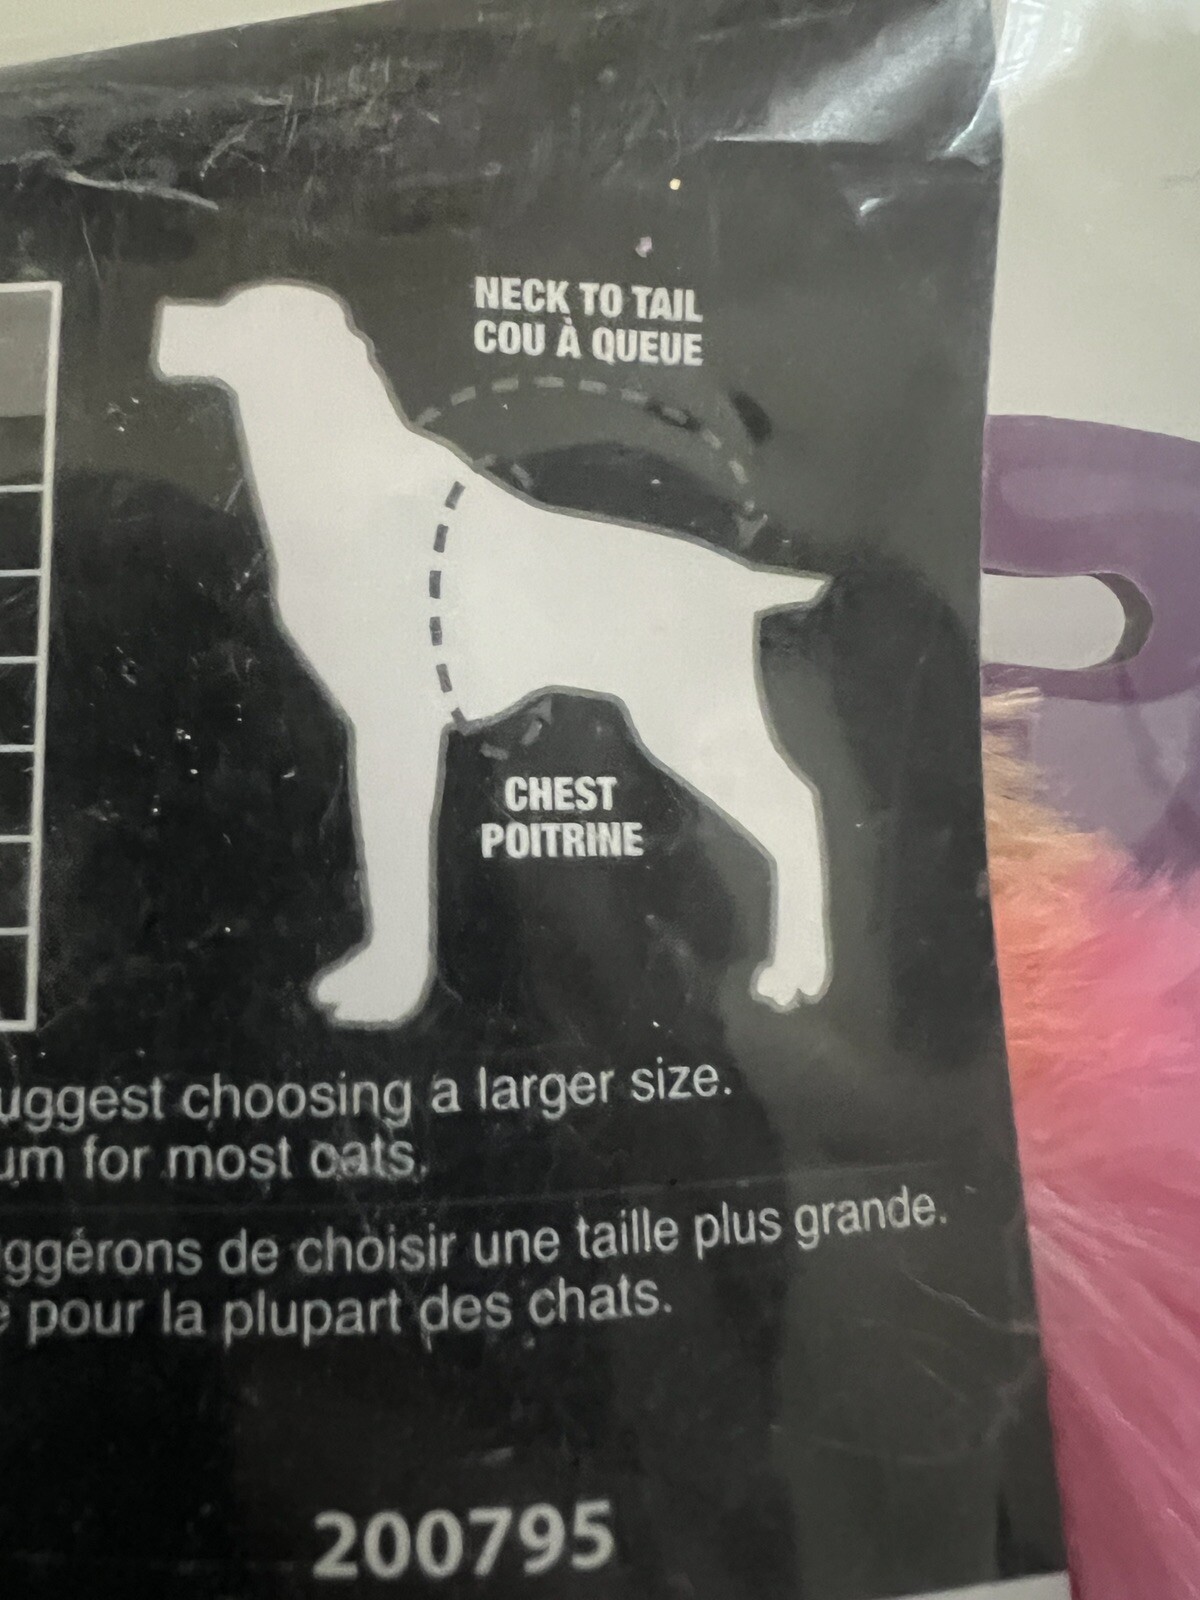 NECK TO TAIL
COU À QUEUE
CHEST
POITRINE
uggest choosing a larger size.
um for most cats.
ggérons de choisir une taille plus grande.
e pour la plupart des chats.
200795